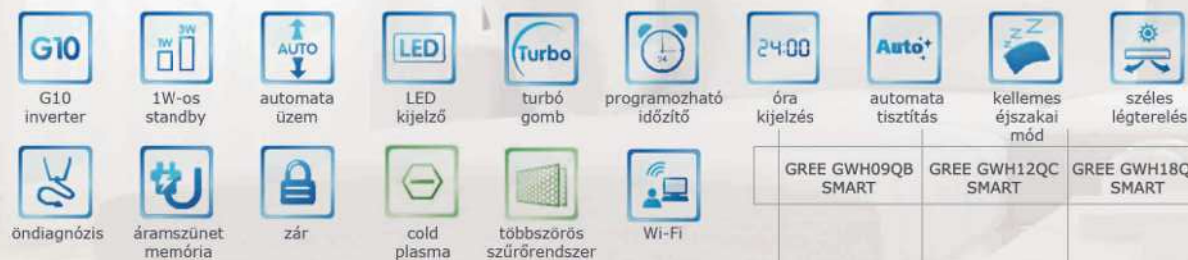 G10
1W 3W
AUTO
LED
Turbo
24
24:00
Auto
z z Z
G10
inverter
1W-os
standby
automata
üzem
LED
kijelző
turbó
gomb
programozható
időzítő
óra
kijelzés
automata
tisztítás
kellemes
éjszakai
mód
széles
légterelés
öndiagnózis
áramszünet
memória
zár
cold
plasma
többszörös
szűrőrendszer
Wi-Fi
GREE GWH09QB
SMART
GREE GWH12QC
SMART
SMART